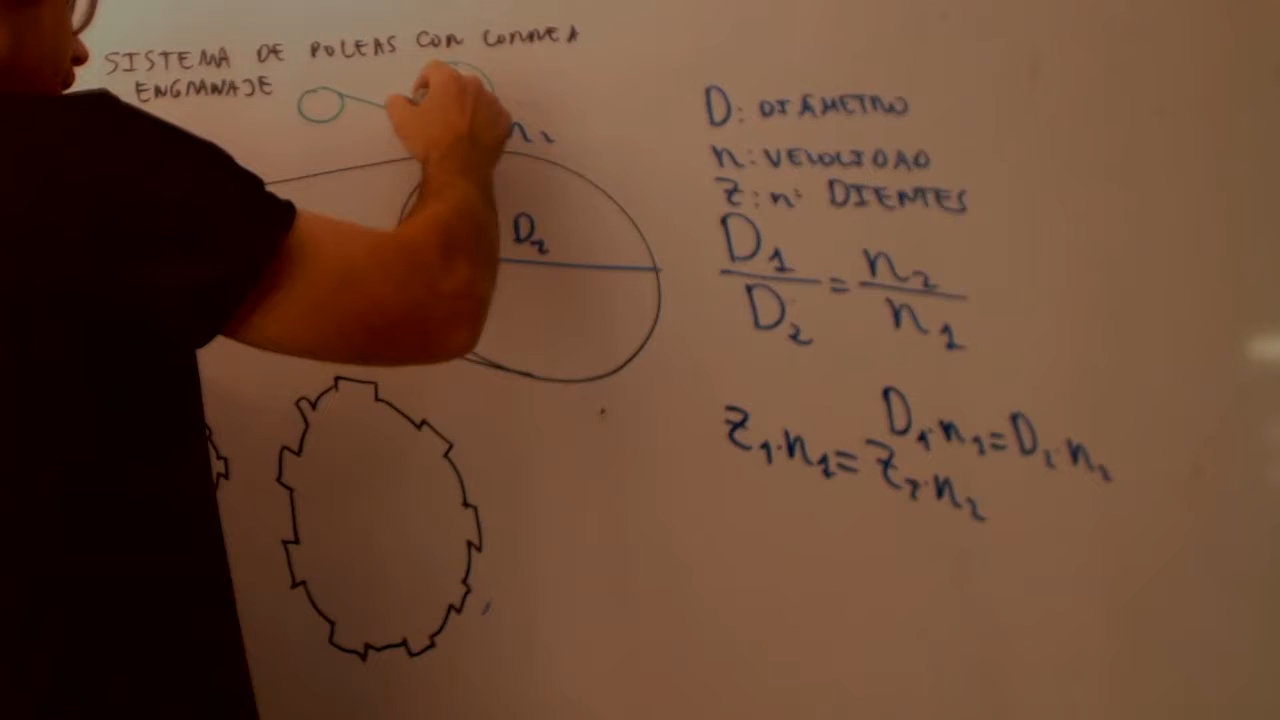 SISTEMA DE POLEAS CON CORREA
ENGRANAJE
n₂
D₂
D: DIÁMETRO
n: VELOCIDAD
Z: nº DIENTES
D₁/D₂ = n₂/n₁
D₁·n₁=D₂·n₂
Z₁·n₁=Z₂·n₂